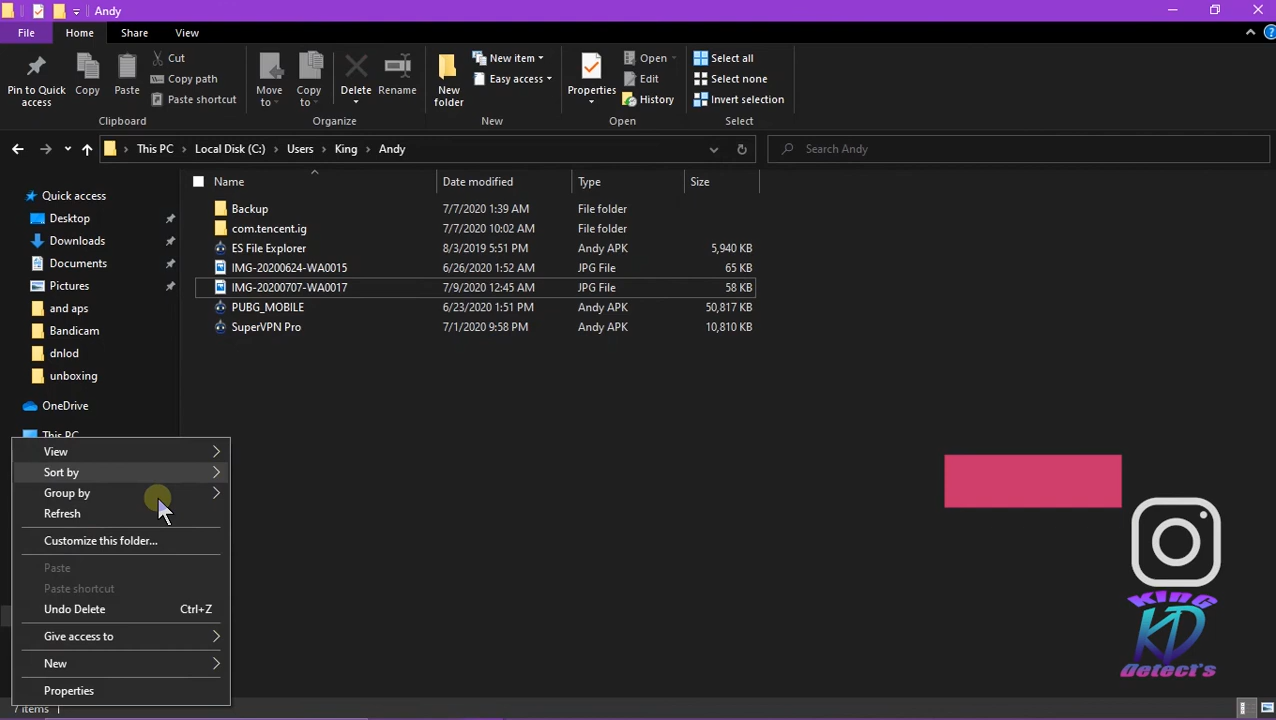 Andy
File Home Share View
Pin to Quick access
Copy
Paste
Cut
Copy path
Paste shortcut
Clipboard
Move to
Copy to
Delete
Rename
Organize
New folder
New item
Easy access
New
Properties
Open
Edit
History
Open
Select all
Select none
Invert selection
Select
This PC Local Disk (C:) Users King Andy
Search Andy
Quick access
Desktop
Downloads
Documents
Pictures
and aps
Bandicam
dnlod
unboxing
OneDrive
This PC
Name Date modified Type Size
Backup 7/7/2020 1:39 AM File folder
com.tencent.ig 7/7/2020 10:02 AM File folder
ES File Explorer 8/3/2019 5:51 PM Andy APK 5,940 KB
IMG-20200624-WA0015 6/26/2020 1:52 AM JPG File 65 KB
IMG-20200707-WA0017 7/9/2020 12:45 AM JPG File 58 KB
PUBG_MOBILE 6/23/2020 1:51 PM Andy APK 50,817 KB
SuperVPN Pro 7/1/2020 9:58 PM Andy APK 10,810 KB
View
Sort by
Group by
Refresh
Customize this folder...
Paste
Paste shortcut
Undo Delete Ctrl+Z
Give access to
New
Properties
7 items
King
KD
Detect's